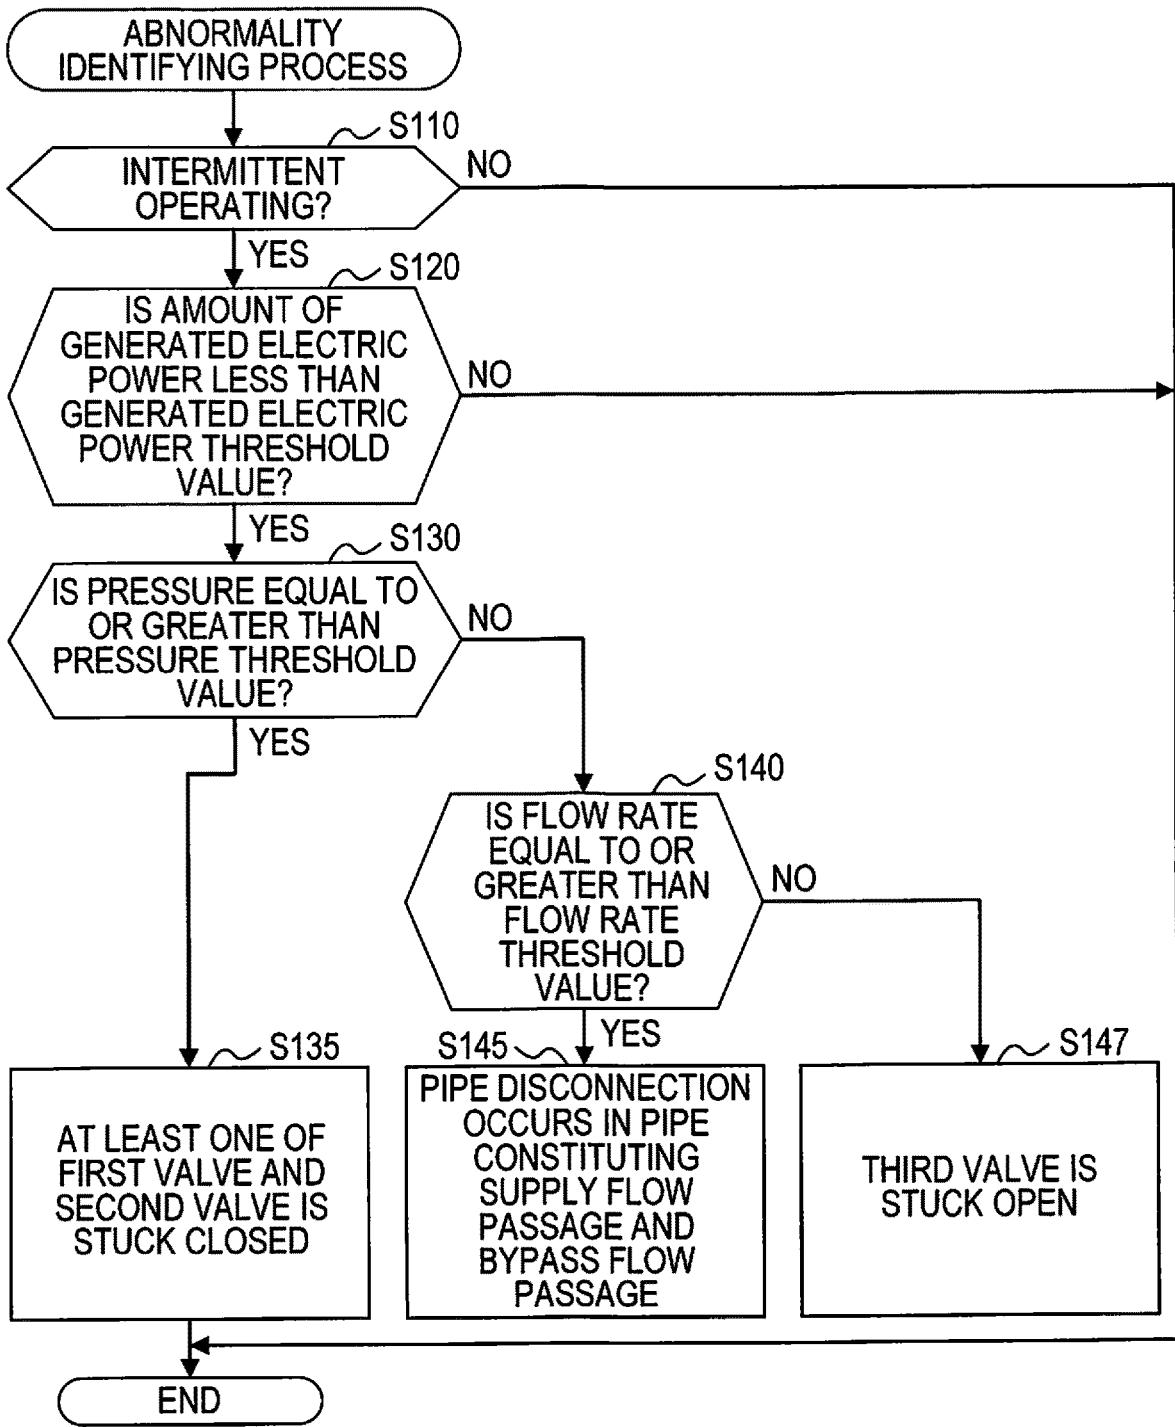 ABNORMALITY
IDENTIFYING PROCESS
S110
INTERMITTENT
OPERATING?
NO
YES
S120
IS AMOUNT OF
GENERATED ELECTRIC
POWER LESS THAN
GENERATED ELECTRIC
POWER THRESHOLD
VALUE?
NO
YES
S130
IS PRESSURE EQUAL TO
OR GREATER THAN
PRESSURE THRESHOLD
VALUE?
NO
YES
S140
IS FLOW RATE
EQUAL TO OR
GREATER THAN
FLOW RATE
THRESHOLD
VALUE?
NO
YES
S135
AT LEAST ONE OF
FIRST VALVE AND
SECOND VALVE IS
STUCK CLOSED
S145
PIPE DISCONNECTION
OCCURS IN PIPE
CONSTITUTING
SUPPLY FLOW
PASSAGE AND
BYPASS FLOW
PASSAGE
S147
THIRD VALVE IS
STUCK OPEN
END